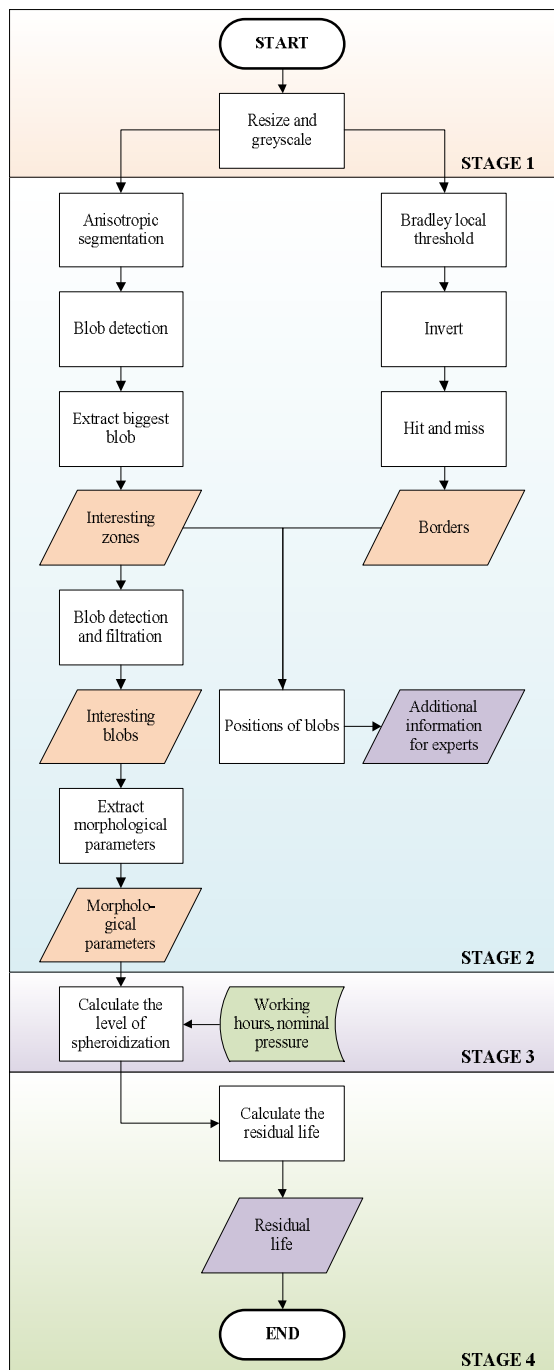 START
Resize and
greyscale
STAGE 1
Anisotropic
segmentation
Bradley local
threshold
Blob detection
Invert
Extract biggest
blob
Hit and miss
Interesting
zones
Borders
Blob detection
and filtration
Interesting
blobs
Positions of blobs
Additional
information
for experts
Extract
morphological
parameters
Morpholo-
gical
parameters
STAGE 2
Calculate the
level of
spheroidization
Working
hours, nominal
pressure
STAGE 3
Calculate the
residual life
Residual
life
END
STAGE 4